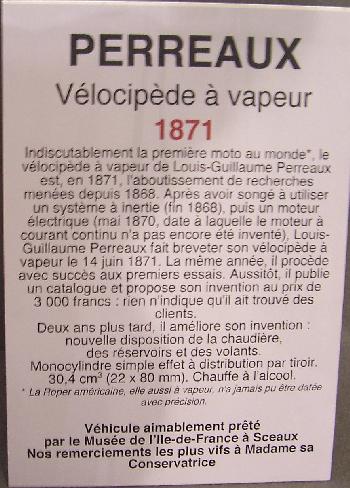 PERREAUX
Vélocipède à vapeur
1871
Indiscutablement la première moto au monde*, le
vélocipède à vapeur de Louis-Guillaume Perreaux
est, en 1871, l'aboutissement de recherches
menées depuis 1868. Après avoir songé à utiliser
un système à inertie (fin 1868), puis un moteur
électrique (mai 1870, date à laquelle le moteur à
courant continu n'a pas encore été inventé), Louis-
Guillaume Perreaux fait breveter son vélocipède à
vapeur le 14 juin 1871. La même année, il procède
avec succès aux premiers essais. Aussitôt, il publie
un catalogue et propose son invention au prix de
3 000 francs : rien n'indique qu'il ait trouvé des
clients.
Deux ans plus tard, il améliore son invention :
nouvelle disposition de la chaudière,
des réservoirs et des volants.
Monocylindre simple effet à distribution par tiroir.
30,4 cm³ (22 x 80 mm). Chauffe à l'alcool.
* La Roper américaine, elle aussi à vapeur, n'a jamais pu être datée
avec précision.
Véhicule aimablement prêté
par le Musée de l'Ile-de-France à Sceaux
Nos remerciements les plus vifs à Madame sa
Conservatrice